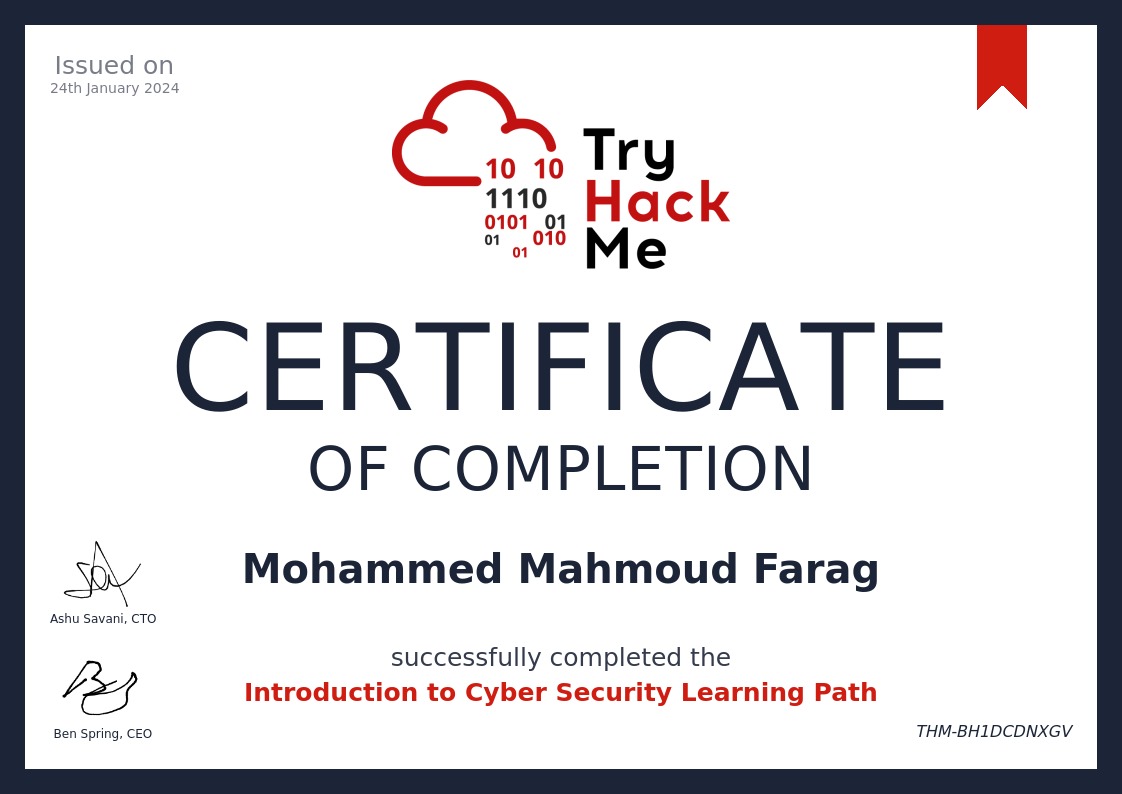 Issued on
24th January 2024
10 10
1110
0101 01
01 010
01
Try
Hack
Me
CERTIFICATE
OF COMPLETION
Mohammed Mahmoud Farag
Ashu Savani, CTO
successfully completed the
Introduction to Cyber Security Learning Path
Ben Spring, CEO
THM-BH1DCDNXGV